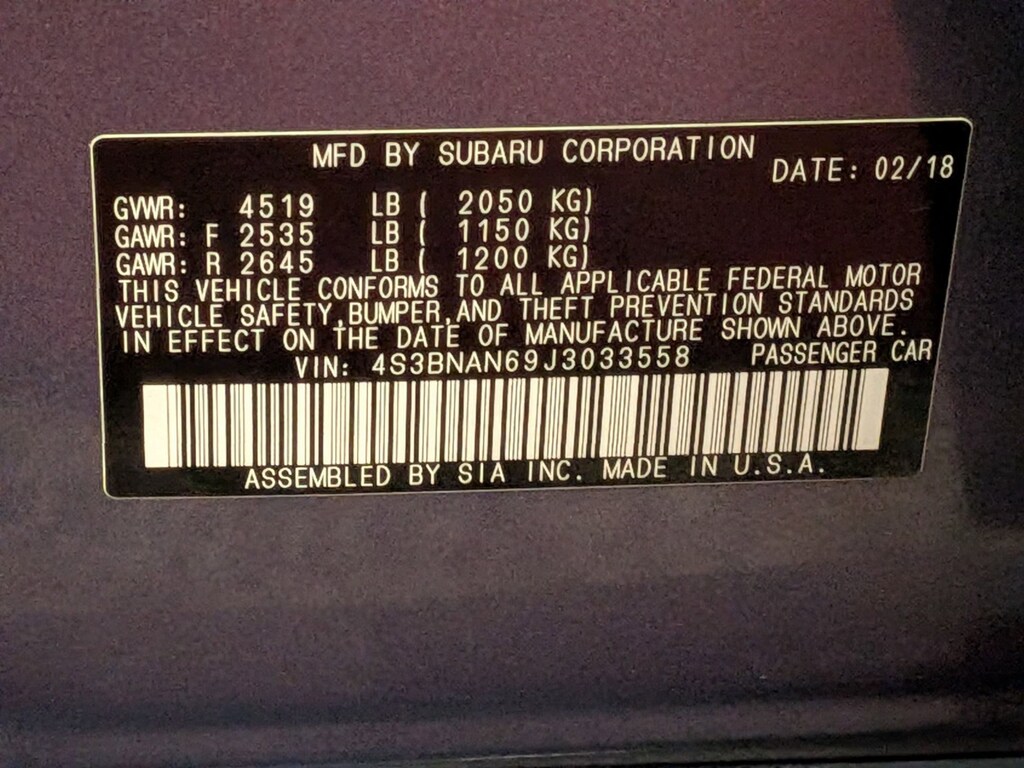 MFD BY SUBARU CORPORATION
DATE: 02/18
GVWR: 4519 LB ( 2050 KG)
GAWR: F 2535 LB ( 1150 KG)
GAWR: R 2645 LB ( 1200 KG)
THIS VEHICLE CONFORMS TO ALL APPLICABLE FEDERAL MOTOR
VEHICLE SAFETY,BUMPER,AND THEFT PREVENTION STANDARDS
IN EFFECT ON THE DATE OF MANUFACTURE SHOWN ABOVE.
VIN: 4S3BNAN69J3033558 PASSENGER CAR
ASSEMBLED BY SIA INC. MADE IN U.S.A.